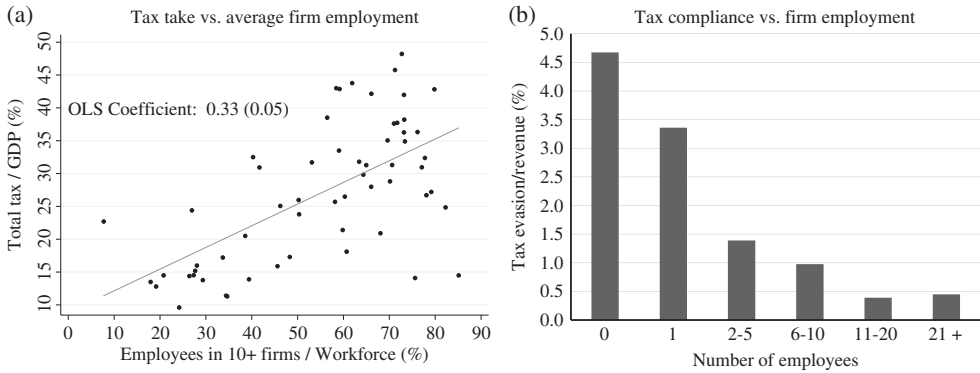 (a) Tax take vs. average firm employment
Total tax / GDP (%)
50
45
40
35
30
25
20
15
10
OLS Coefficient: 0.33 (0.05)
0 10 20 30 40 50 60 70 80 90
Employees in 10+ firms / Workforce (%)
(b) Tax compliance vs. firm employment
Tax evasion/revenue (%)
5.0
4.5
4.0
3.5
3.0
2.5
2.0
1.5
1.0
0.5
0.0
0 1 2-5 6-10 11-20 21 +
Number of employees